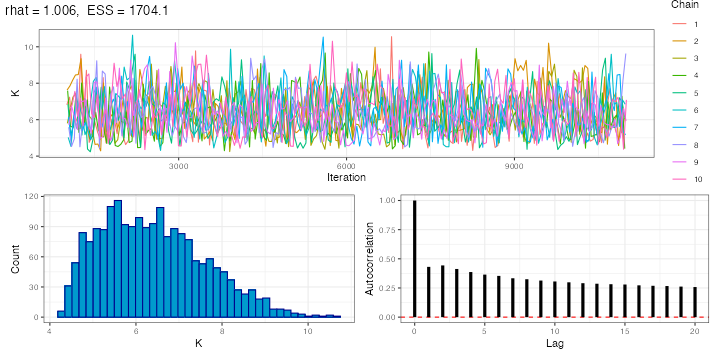 rhat = 1.006, ESS = 1704.1
Chain
1
2
3
4
5
6
7
8
9
10
10
8
6
4
K
3000 6000 9000
Iteration
120
90
60
30
0
Count
4 6 8 10
K
1.00
0.75
0.50
0.25
0.00
Autocorrelation
0 5 10 15 20
Lag